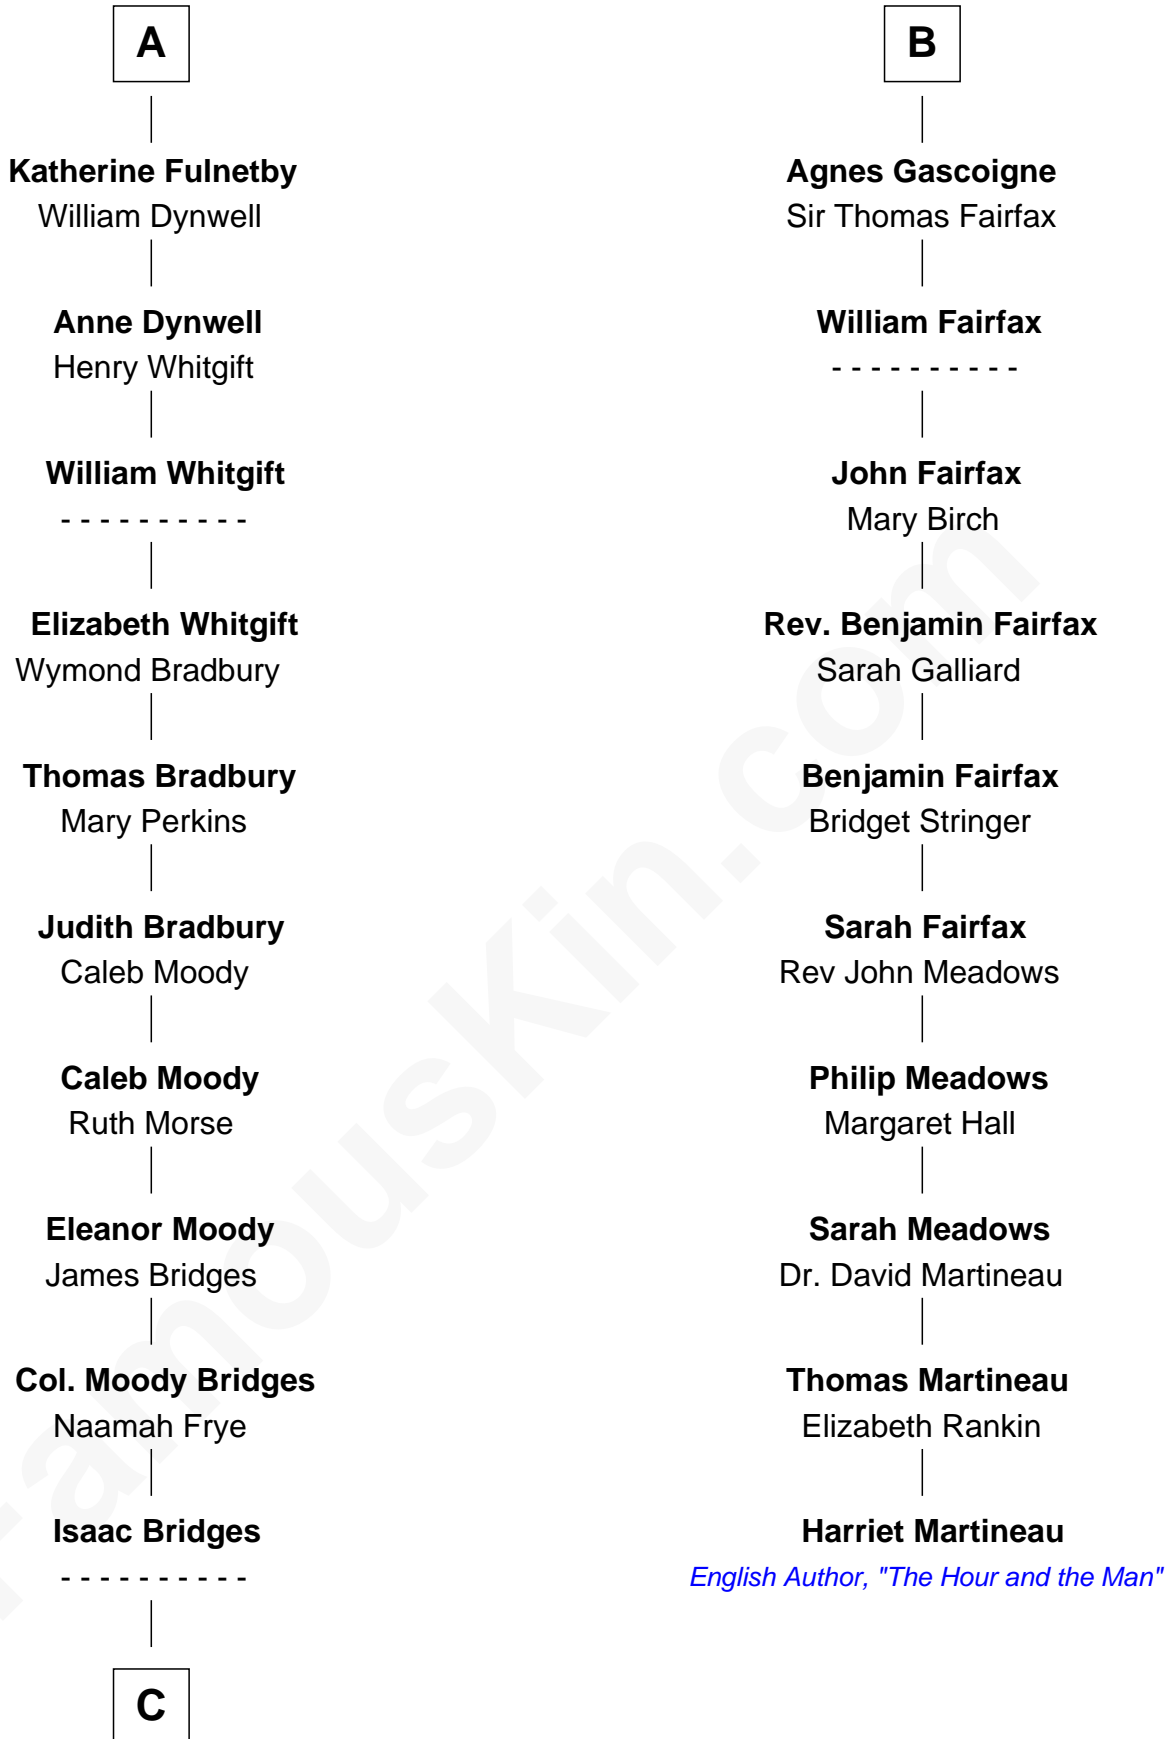 A
Katherine Fulnetby
William Dynwell
Anne Dynwell
Henry Whitgift
William Whitgift
- - - - - - - - - -
Elizabeth Whitgift
Wymond Bradbury
Thomas Bradbury
Mary Perkins
Judith Bradbury
Caleb Moody
Caleb Moody
Ruth Morse
Eleanor Moody
James Bridges
Col. Moody Bridges
Naamah Frye
Isaac Bridges
- - - - - - - - - -
C
B
Agnes Gascoigne
Sir Thomas Fairfax
William Fairfax
- - - - - - - - - -
John Fairfax
Mary Birch
Rev. Benjamin Fairfax
Sarah Galliard
Benjamin Fairfax
Bridget Stringer
Sarah Fairfax
Rev John Meadows
Philip Meadows
Margaret Hall
Sarah Meadows
Dr. David Martineau
Thomas Martineau
Elizabeth Rankin
Harriet Martineau
English Author, "The Hour and the Man"
FamousKin.com